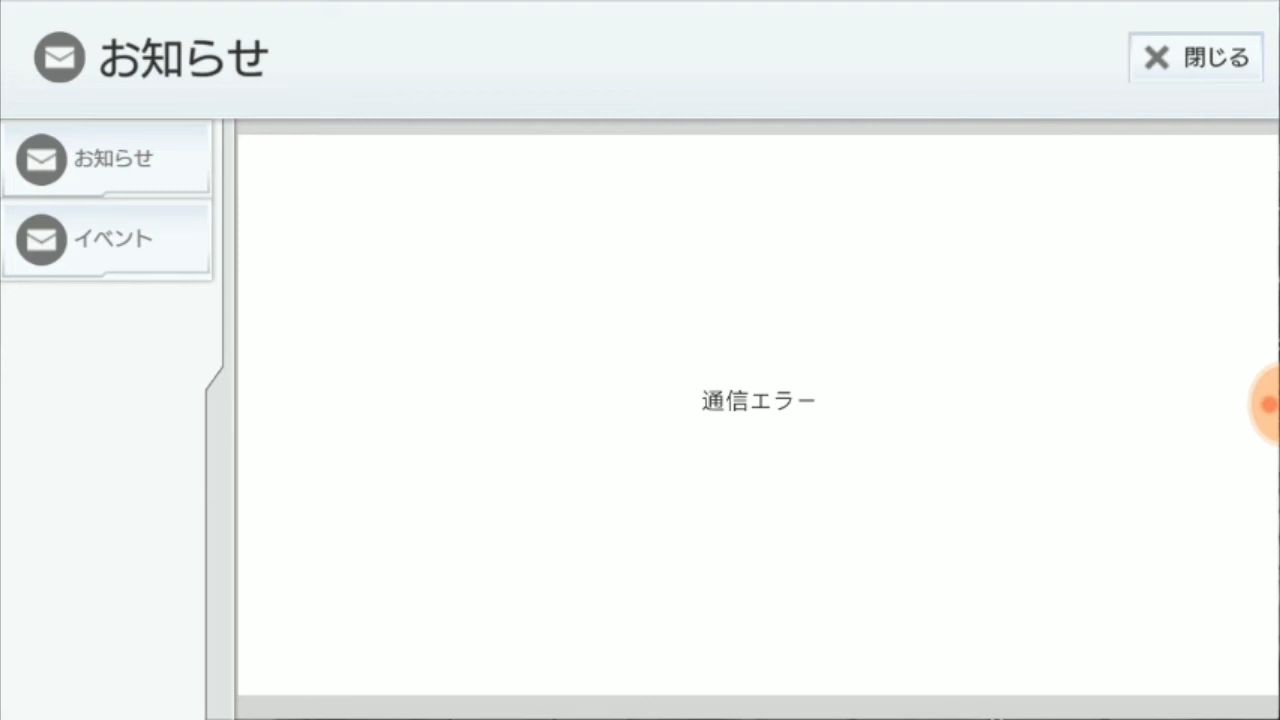 お知らせ
閉じる
お知らせ
イベント
通信エラー